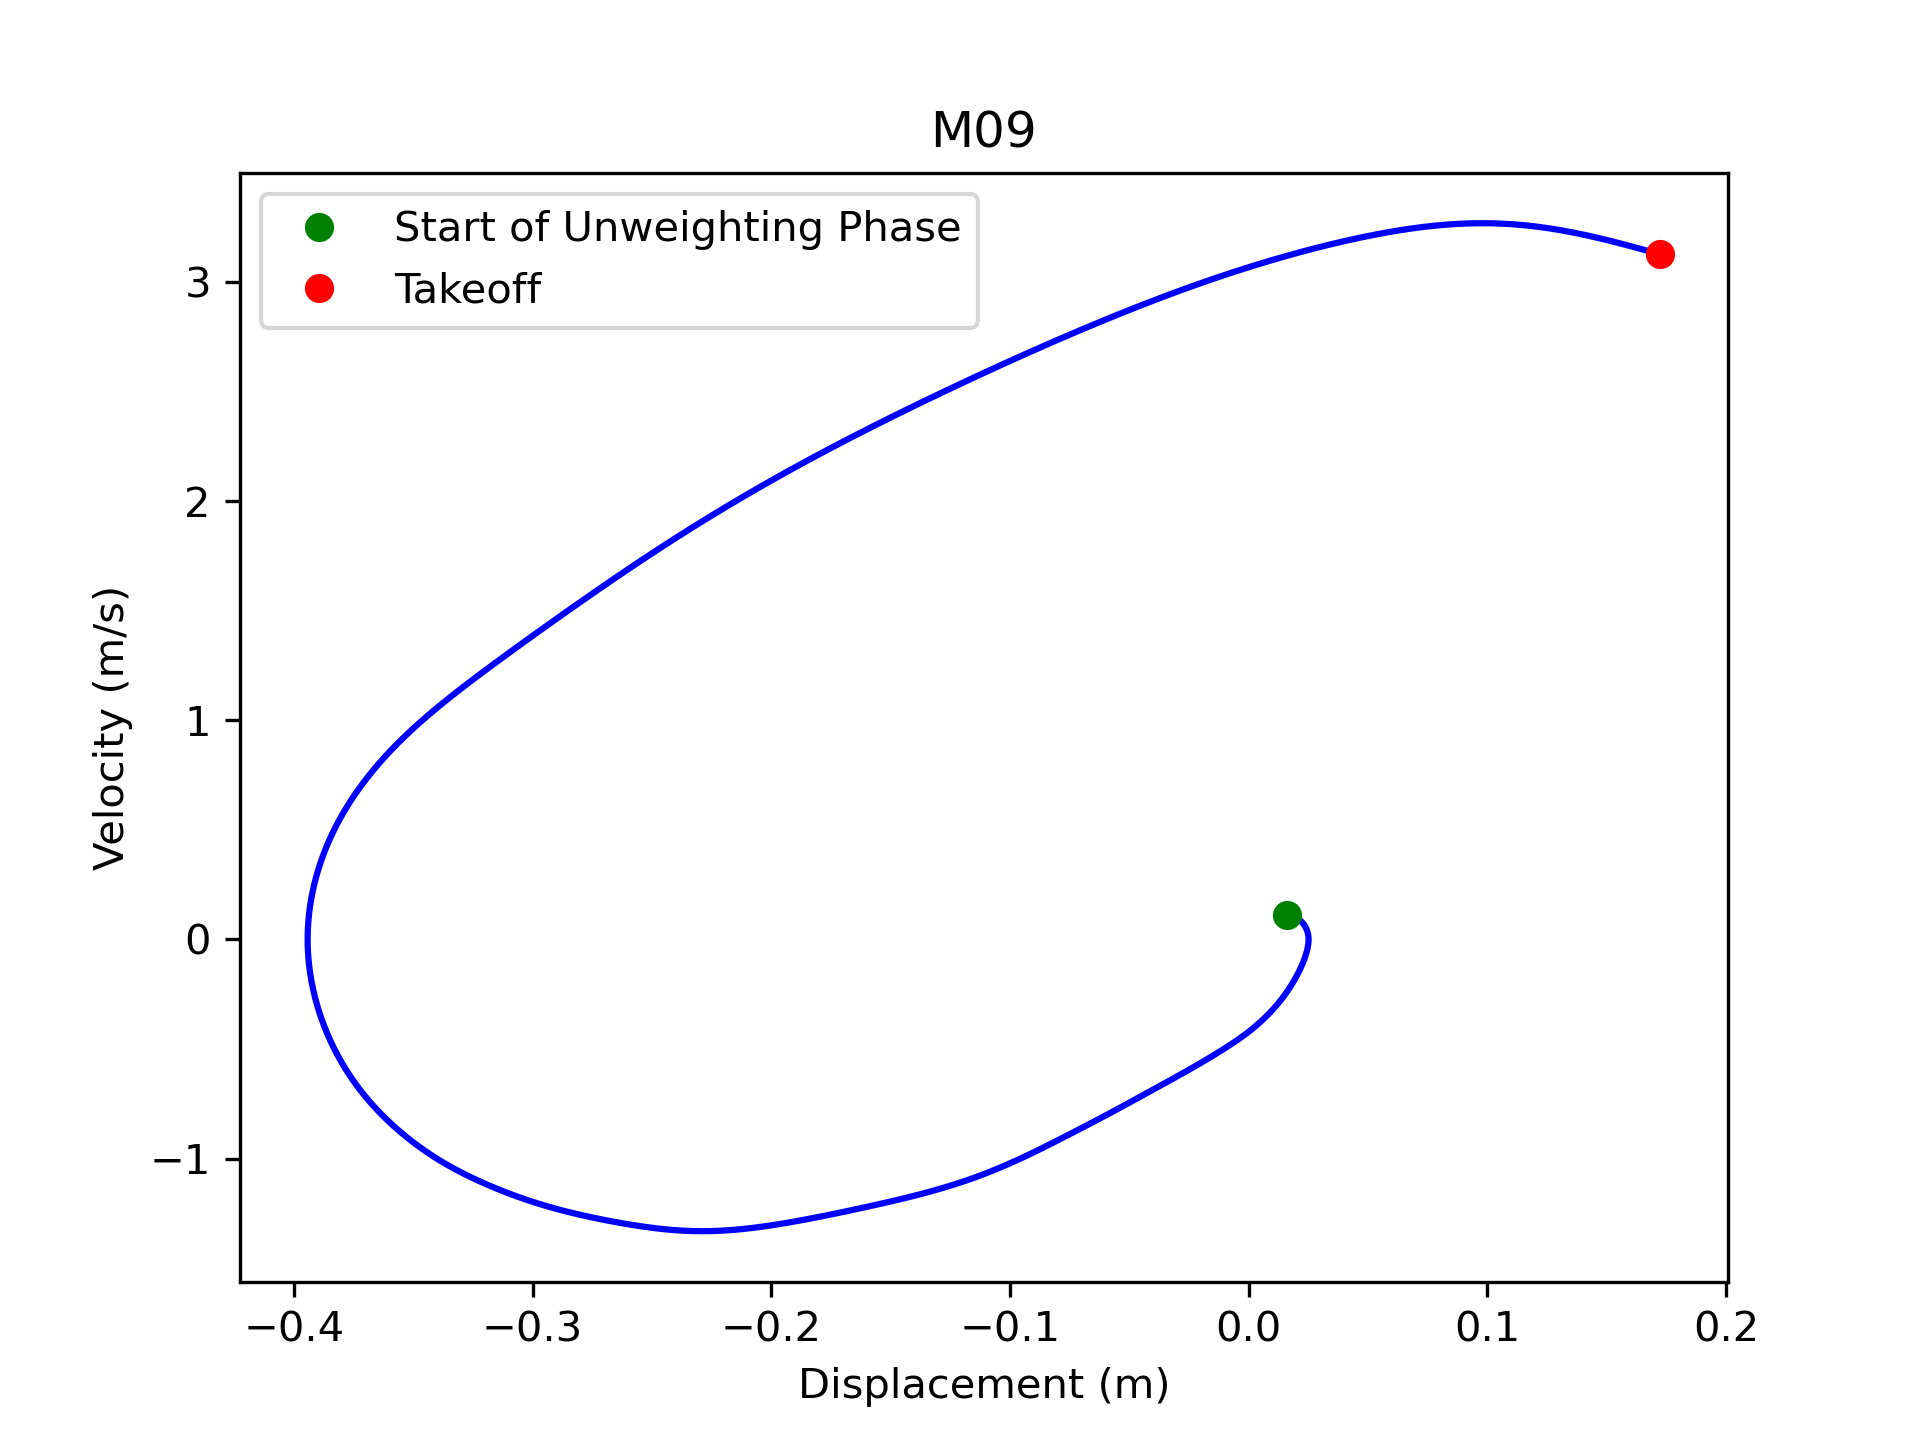 M09
Start of Unweighting Phase
Takeoff
3
2
1
0
−1
Velocity (m/s)
−0.4 −0.3 −0.2 −0.1 0.0 0.1 0.2
Displacement (m)